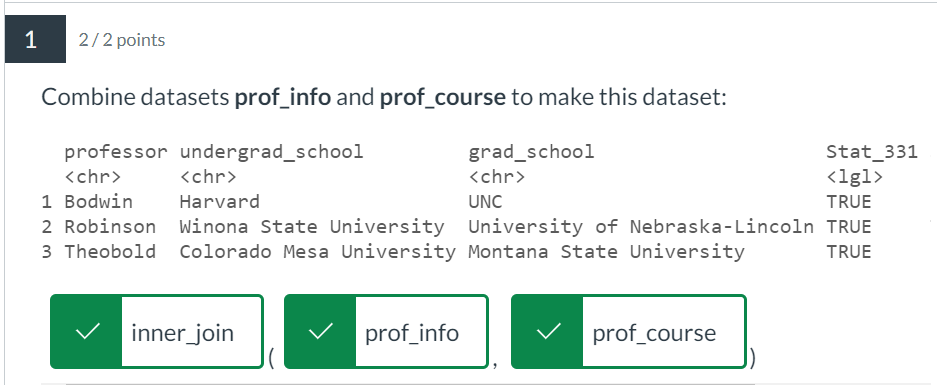 1 2 / 2 points
Combine datasets prof_info and prof_course to make this dataset:
professor undergrad_school grad_school Stat_331
<chr> <chr> <chr> <lgl>
1 Bodwin Harvard UNC TRUE
2 Robinson Winona State University University of Nebraska-Lincoln TRUE
3 Theobold Colorado Mesa University Montana State University TRUE
inner_join ( prof_info , prof_course )